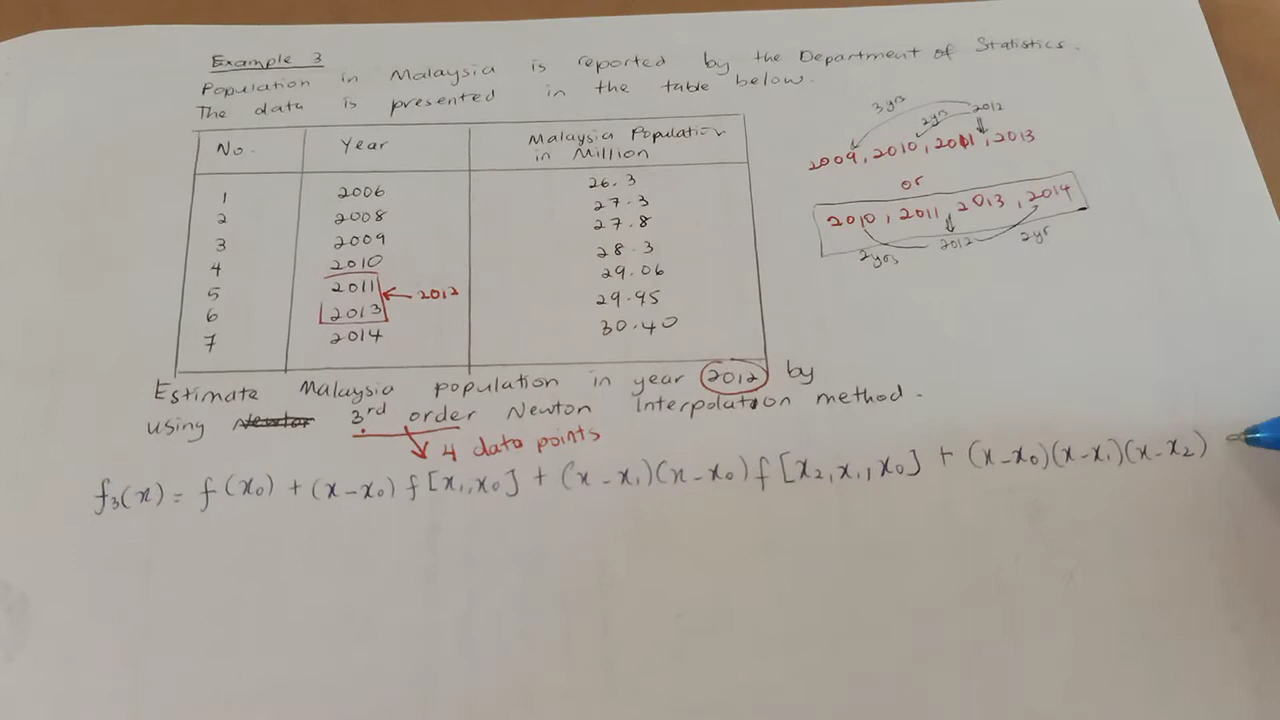 Example 3
Population in Malaysia is reported by the Department of Statistics.
The data is presented in the table below.
No. Year Malaysia Population in Million
1 2006 26.3
2 2008 27.3
3 2009 27.8
4 2010 28.3
5 2011 29.06
6 2013 29.95
7 2014 30.40
← 2012
3yrs 2yrs 2012
2009, 2010, 2011, 2013
or
2010, 2011, 2013, 2014
2yrs 2012 2yr
Estimate Malaysia population in year 2012 by
using Newton 3rd order Newton Interpolation method.
4 data points
f₃(x) = f(x₀) + (x-x₀) f[x₁,x₀] + (x-x₁)(x-x₀) f[x₂,x₁,x₀] + (x-x₀)(x-x₁)(x-x₂)